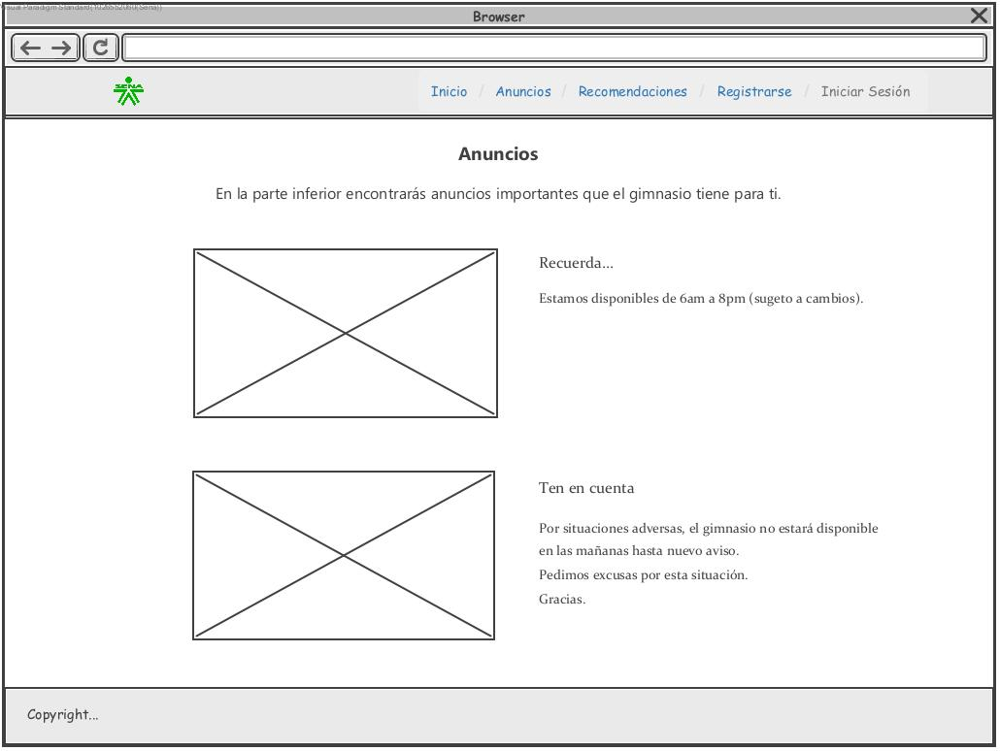 Visual Paradigm Standard(1026552060(Sena))
Browser
SENA
Inicio / Anuncios / Recomendaciones / Registrarse / Iniciar Sesión
Anuncios
En la parte inferior encontrarás anuncios importantes que el gimnasio tiene para ti.
Recuerda...
Estamos disponibles de 6am a 8pm (sugeto a cambios).
Ten en cuenta
Por situaciones adversas, el gimnasio no estará disponible
en las mañanas hasta nuevo aviso.
Pedimos excusas por esta situación.
Gracias.
Copyright...